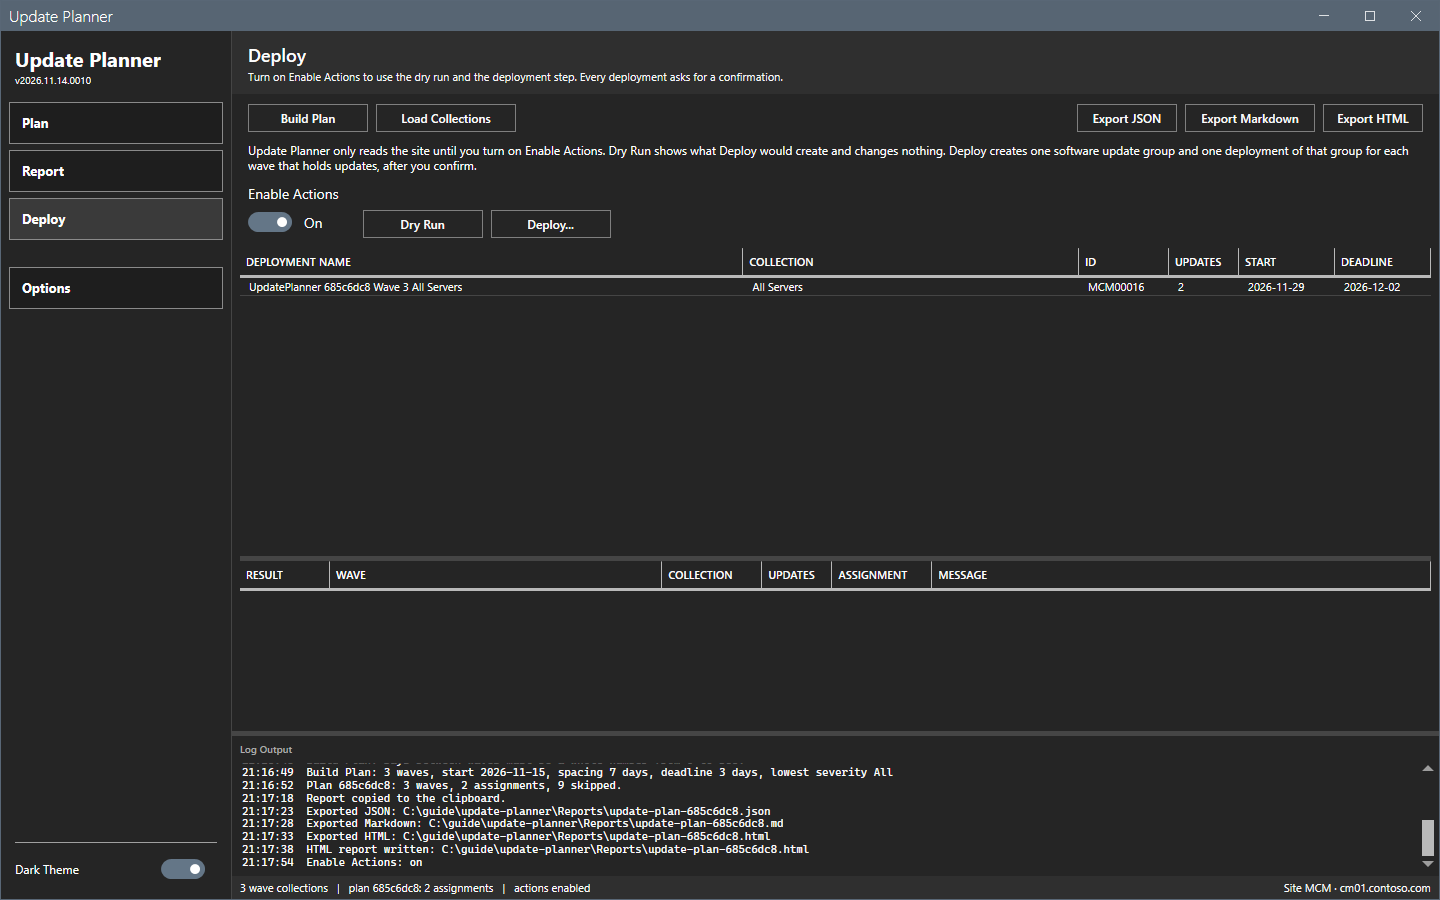 Update Planner
Update Planner
v2026.11.14.0010
Plan
Report
Deploy
Options
Dark Theme
Deploy
Turn on Enable Actions to use the dry run and the deployment step. Every deployment asks for a confirmation.
Build Plan
Load Collections
Export JSON
Export Markdown
Export HTML
Update Planner only reads the site until you turn on Enable Actions. Dry Run shows what Deploy would create and changes nothing. Deploy creates one software update group and one deployment of that group for each
wave that holds updates, after you confirm.
Enable Actions
On
Dry Run
Deploy...
DEPLOYMENT NAME COLLECTION ID UPDATES START DEADLINE
UpdatePlanner 685c6dc8 Wave 3 All Servers All Servers MCM00016 2 2026-11-29 2026-12-02
RESULT WAVE COLLECTION UPDATES ASSIGNMENT MESSAGE
Log Output
21:16:49 Build Plan: 3 waves, start 2026-11-15, spacing 7 days, deadline 3 days, lowest severity All
21:16:52 Plan 685c6dc8: 3 waves, 2 assignments, 9 skipped.
21:17:18 Report copied to the clipboard.
21:17:23 Exported JSON: C:\guide\update-planner\Reports\update-plan-685c6dc8.json
21:17:28 Exported Markdown: C:\guide\update-planner\Reports\update-plan-685c6dc8.md
21:17:33 Exported HTML: C:\guide\update-planner\Reports\update-plan-685c6dc8.html
21:17:38 HTML report written: C:\guide\update-planner\Reports\update-plan-685c6dc8.html
21:17:54 Enable Actions: on
3 wave collections | plan 685c6dc8: 2 assignments | actions enabled
Site MCM · cm01.contoso.com